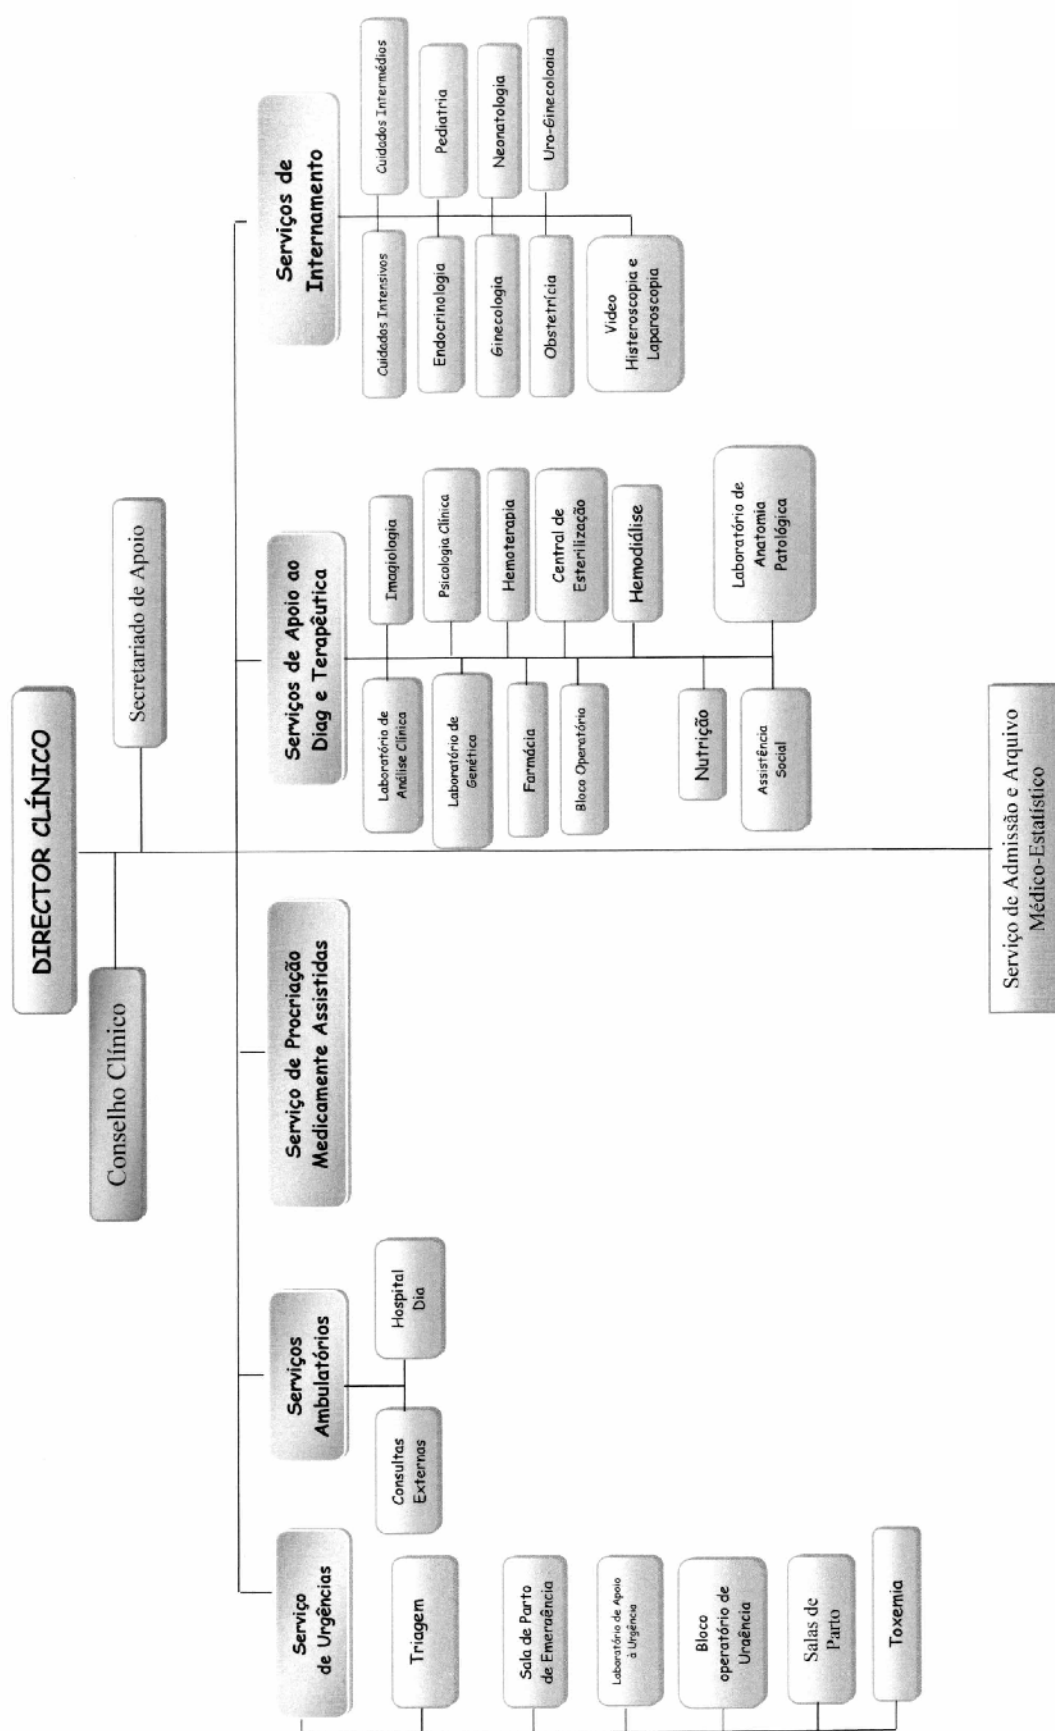 DIRECTOR CLÍNICO
Conselho Clínico
Secretariado de Apoio
Serviço
de Urgências
Triagem
Sala de Parto
de Emeraência
Laboratório de Apoio
à Urgência
Bloco
operatório de
Uraência
Salas de
Parto
Toxemia
Serviços
Ambulatórios
Consultas
Externas
Hospital
Dia
Serviço de Procriação
Medicamente Assistidas
Serviços de Apoio ao
Diag e Terapêutica
Laboratório de
Análise Clínica
Imagiologia
Laboratório de
Genética
Psicologia Clínica
Farmácia
Hemoterapia
Bloco Operatório
Central de
Esterilização
Hemodiálise
Nutrição
Assistência
Social
Laboratório de
Anatomia
Patológica
Serviços de
Internamento
Cuidados Intensivos
Cuidados Intermédios
Endocrinologia
Pediatria
Ginecologia
Neonatologia
Obstetrícia
Uro-Ginecoloaia
Video
Histeroscopia e
Laparoscopia
Serviço de Admissão e Arquivo
Médico-Estatístico